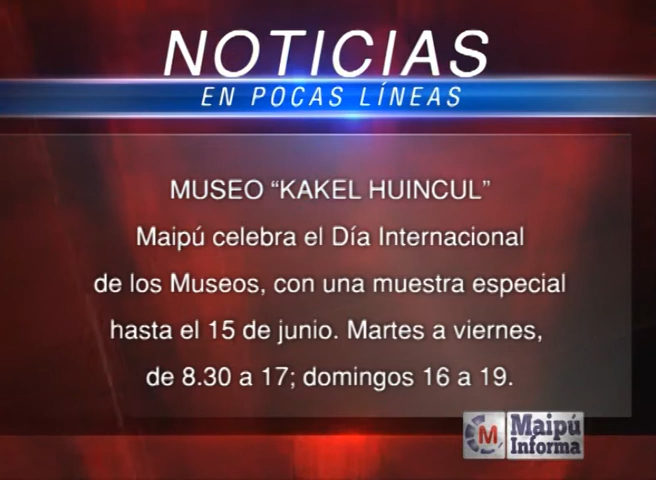 NOTICIAS
EN POCAS LÍNEAS
MUSEO “KAKEL HUINCUL”
Maipú celebra el Día Internacional
de los Museos, con una muestra especial
hasta el 15 de junio. Martes a viernes,
de 8.30 a 17; domingos 16 a 19.
M
Maipú
Informa